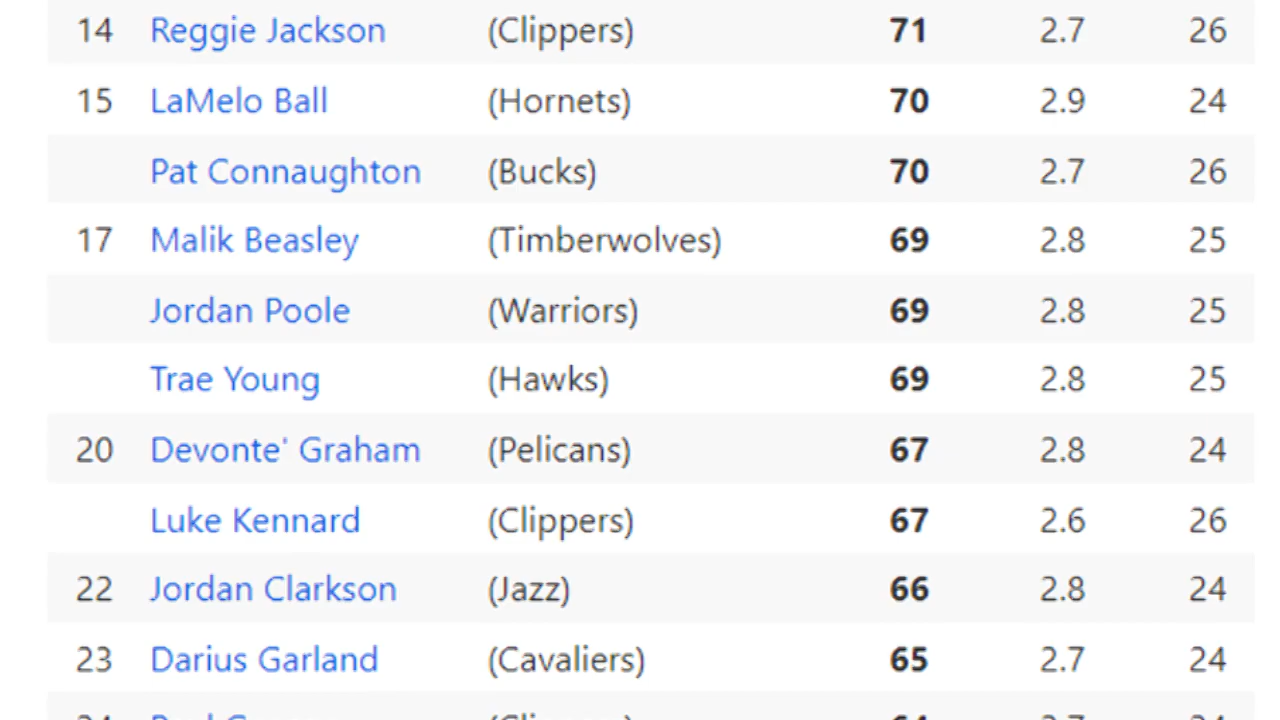 14 Reggie Jackson (Clippers) 71 2.7 26
15 LaMelo Ball (Hornets) 70 2.9 24
Pat Connaughton (Bucks) 70 2.7 26
17 Malik Beasley (Timberwolves) 69 2.8 25
Jordan Poole (Warriors) 69 2.8 25
Trae Young (Hawks) 69 2.8 25
20 Devonte' Graham (Pelicans) 67 2.8 24
Luke Kennard (Clippers) 67 2.6 26
22 Jordan Clarkson (Jazz) 66 2.8 24
23 Darius Garland (Cavaliers) 65 2.7 24